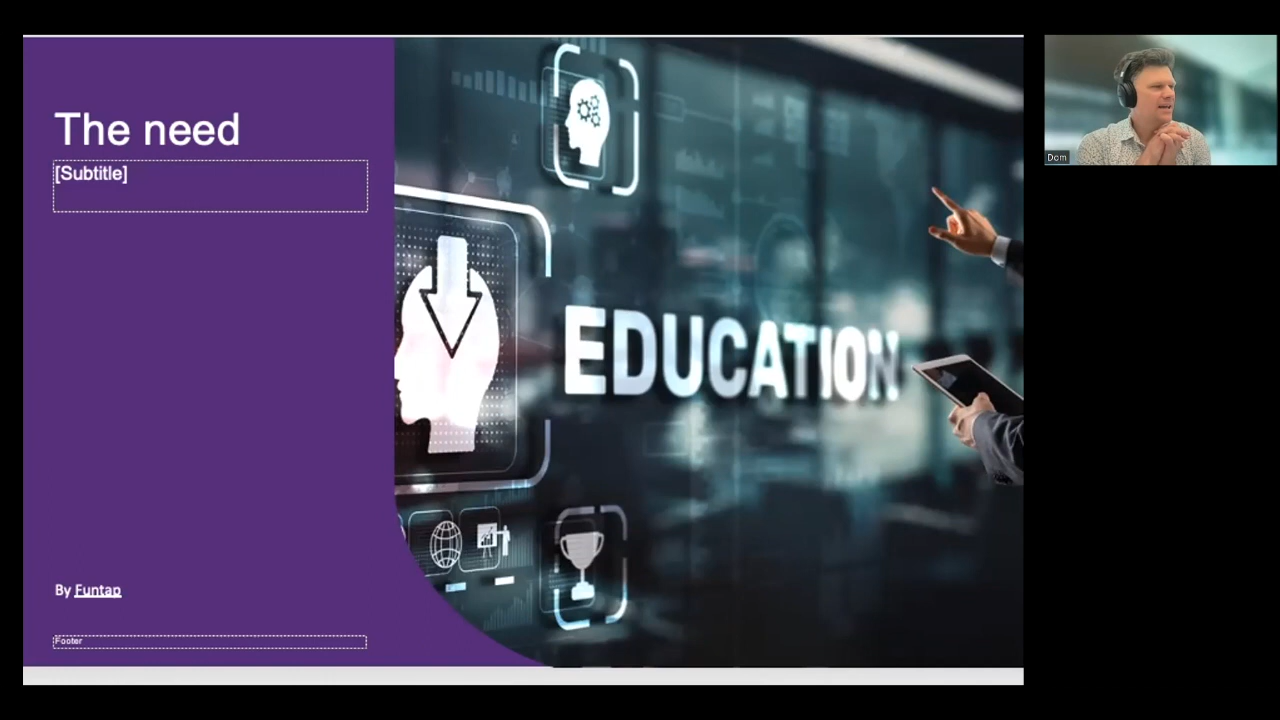 The need
[Subtitle]
EDUCATION
By Funtap
Footer
Dom